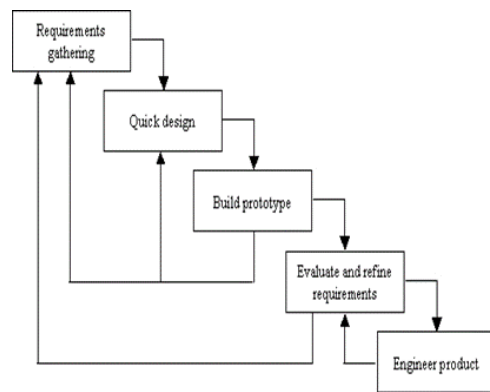 Requirements
gathering
Quick design
Build prototype
Evaluate and refine
requirements
Engineer product